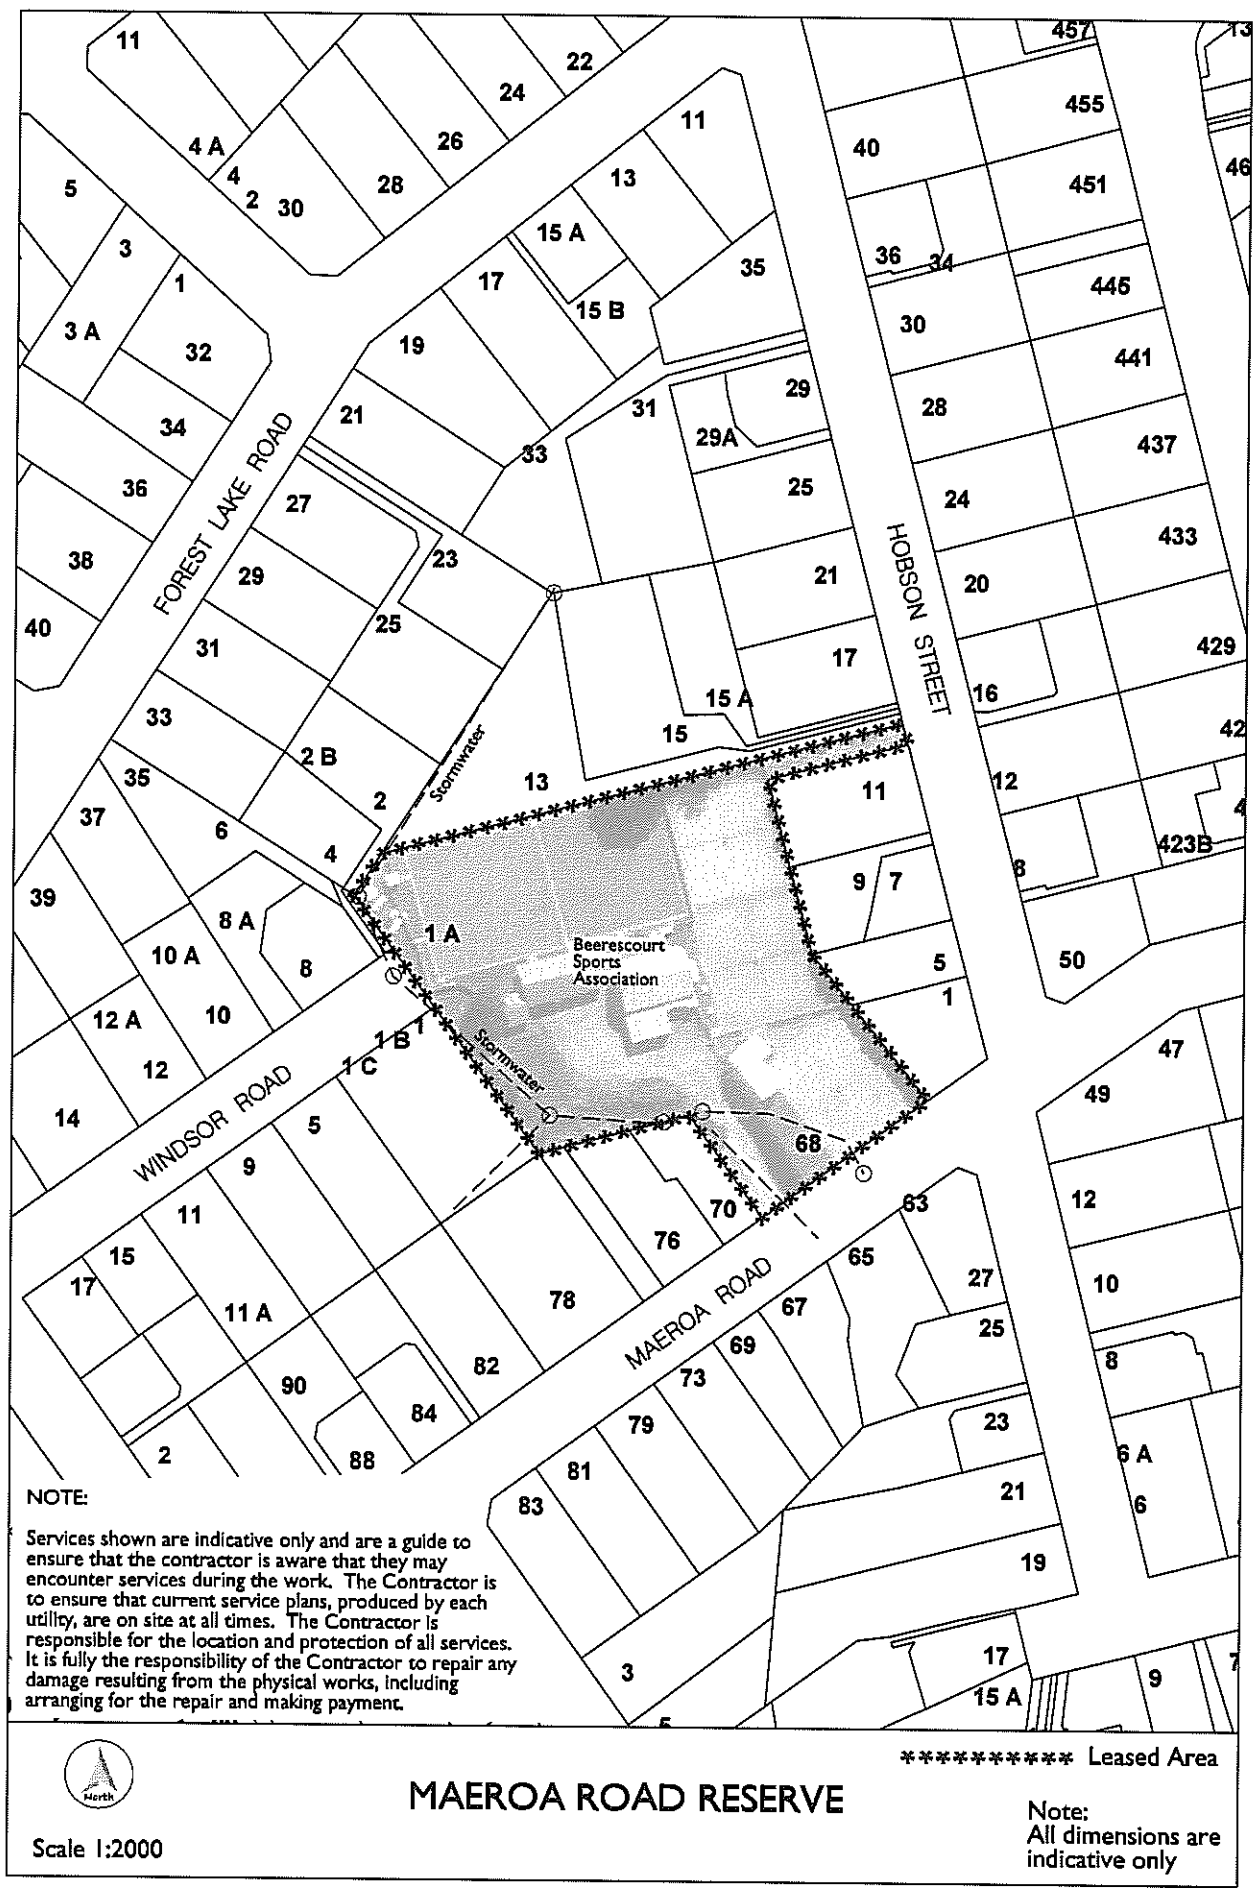 11
457
13
22
24
455
4 A
26
40
11
46
4
2
30
28
13
451
5
3
15 A
36
34
1
17
35
445
3 A
32
19
15 B
30
441
34
21
31
29
28
29A
437
36
27
33
25
24
433
FOREST LAKE ROAD
38
29
23
21
20
HOBSON STREET
40
31
25
17
429
33
2 B
15 A
16
15
42
35
Stormwater
13
11
12
37
2
6
4
423B
4
39
8 A
9
7
8
1 A
Beerescourt
Sports
Association
10 A
8
5
50
12 A
10
1
1 B
1
Stormwater
1 C
12
47
14
WINDSOR ROAD
5
49
9
68
11
70
63
12
15
76
65
17
27
10
11 A
78
MAEROA ROAD
67
25
82
69
8
90
73
84
79
23
2
88
81
6 A
83
21
6
19
3
17
15 A
9
7
5
NOTE:
Services shown are indicative only and are a guide to
ensure that the contractor is aware that they may
encounter services during the work. The Contractor is
to ensure that current service plans, produced by each
utility, are on site at all times. The Contractor is
responsible for the location and protection of all services.
It is fully the responsibility of the Contractor to repair any
damage resulting from the physical works, including
arranging for the repair and making payment.
North
Scale 1:2000
MAEROA ROAD RESERVE
Leased Area
Note:
All dimensions are
indicative only